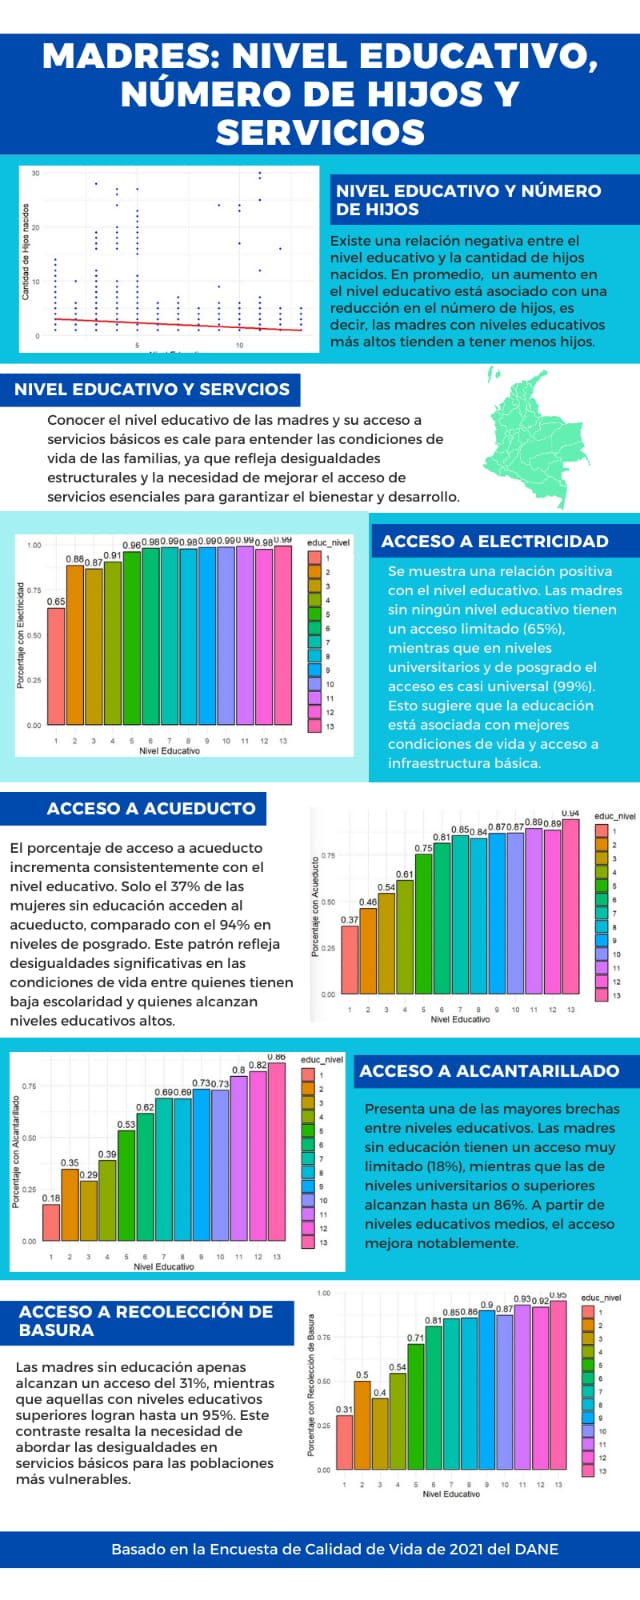 MADRES: NIVEL EDUCATIVO,
NÚMERO DE HIJOS Y
SERVICIOS
30
20
10
0
Cantidad de Hijos nacidos
5
10
NIVEL EDUCATIVO Y NÚMERO
DE HIJOS
Existe una relación negativa entre el
nivel educativo y la cantidad de hijos
nacidos. En promedio, un aumento en
el nivel educativo está asociado con una
reducción en el número de hijos, es
decir, las madres con niveles educativos
más altos tienden a tener menos hijos.
NIVEL EDUCATIVO Y SERVCIOS
Conocer el nivel educativo de las madres y su acceso a
servicios básicos es cale para entender las condiciones de
vida de las familias, ya que refleja desigualdades
estructurales y la necesidad de mejorar el acceso de
servicios esenciales para garantizar el bienestar y desarrollo.
Porcentaje con Electricidad
1.00
0.75
0.50
0.25
0.00
0.65 0.88 0.87 0.91 0.96 0.98 0.99 0.98 0.99 0.99 0.99 0.98 0.99
1 2 3 4 5 6 7 8 9 10 11 12 13
Nivel Educativo
educ_nivel
1
2
3
4
5
6
7
8
9
10
11
12
13
ACCESO A ELECTRICIDAD
Se muestra una relación positiva
con el nivel educativo. Las madres
sin ningún nivel educativo tienen
un acceso limitado (65%),
mientras que en niveles
universitarios y de posgrado el
acceso es casi universal (99%).
Esto sugiere que la educación
está asociada con mejores
condiciones de vida y acceso a
infraestructura básica.
ACCESO A ACUEDUCTO
El porcentaje de acceso a acueducto
incrementa consistentemente con el
nivel educativo. Solo el 37% de las
mujeres sin educación acceden al
acueducto, comparado con el 94% en
niveles de posgrado. Este patrón refleja
desigualdades significativas en las
condiciones de vida entre quienes tienen
baja escolaridad y quienes alcanzan
niveles educativos altos.
Porcentaje con Acueducto
0.75
0.50
0.25
0.00
0.37 0.46 0.54 0.61 0.75 0.81 0.85 0.84 0.87 0.87 0.89 0.89 0.94
1 2 3 4 5 6 7 8 9 10 11 12 13
Nivel Educativo
educ_nivel
1
2
3
4
5
6
7
8
9
10
11
12
13
Porcentaje con Alcantarillado
0.75
0.50
0.25
0.00
0.18 0.35 0.29 0.39 0.53 0.62 0.69 0.69 0.73 0.73 0.8 0.82 0.86
1 2 3 4 5 6 7 8 9 10 11 12 13
Nivel Educativo
educ_nivel
1
2
3
4
5
6
7
8
9
10
11
12
13
ACCESO A ALCANTARILLADO
Presenta una de las mayores brechas
entre niveles educativos. Las madres
sin educación tienen un acceso muy
limitado (18%), mientras que las de
niveles universitarios o superiores
alcanzan hasta un 86%. A partir de
niveles educativos medios, el acceso
mejora notablemente.
ACCESO A RECOLECCIÓN DE
BASURA
Las madres sin educación apenas
alcanzan un acceso del 31%, mientras
que aquellas con niveles educativos
superiores logran hasta un 95%. Este
contraste resalta la necesidad de
abordar las desigualdades en
servicios básicos para las poblaciones
más vulnerables.
Porcentaje con Recolección de Basura
1.00
0.75
0.50
0.25
0.00
0.31 0.5 0.4 0.54 0.71 0.81 0.85 0.86 0.9 0.87 0.93 0.92 0.95
1 2 3 4 5 6 7 8 9 10 11 12 13
Nivel Educativo
educ_nivel
1
2
3
4
5
6
7
8
9
10
11
12
13
Basado en la Encuesta de Calidad de Vida de 2021 del DANE